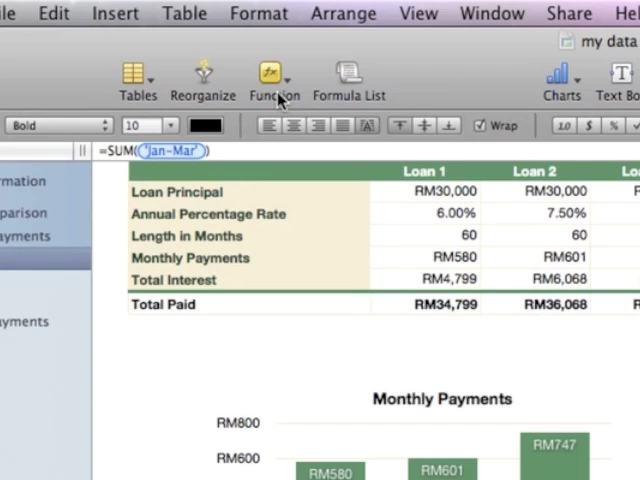 Edit Insert Table Format Arrange View Window Share
my data
Tables Reorganize Function Formula List Charts Text Bo
Bold 10 Wrap 1.0 $ %
=SUM('Jan-Mar')
Loan 1 Loan 2
Loan Principal RM30,000 RM30,000
Annual Percentage Rate 6.00% 7.50%
Length in Months 60 60
Monthly Payments RM580 RM601
Total Interest RM4,799 RM6,068
Total Paid RM34,799 RM36,068
rmation
parison
ayments
ayments
Monthly Payments
RM800
RM747
RM600
RM580 RM601